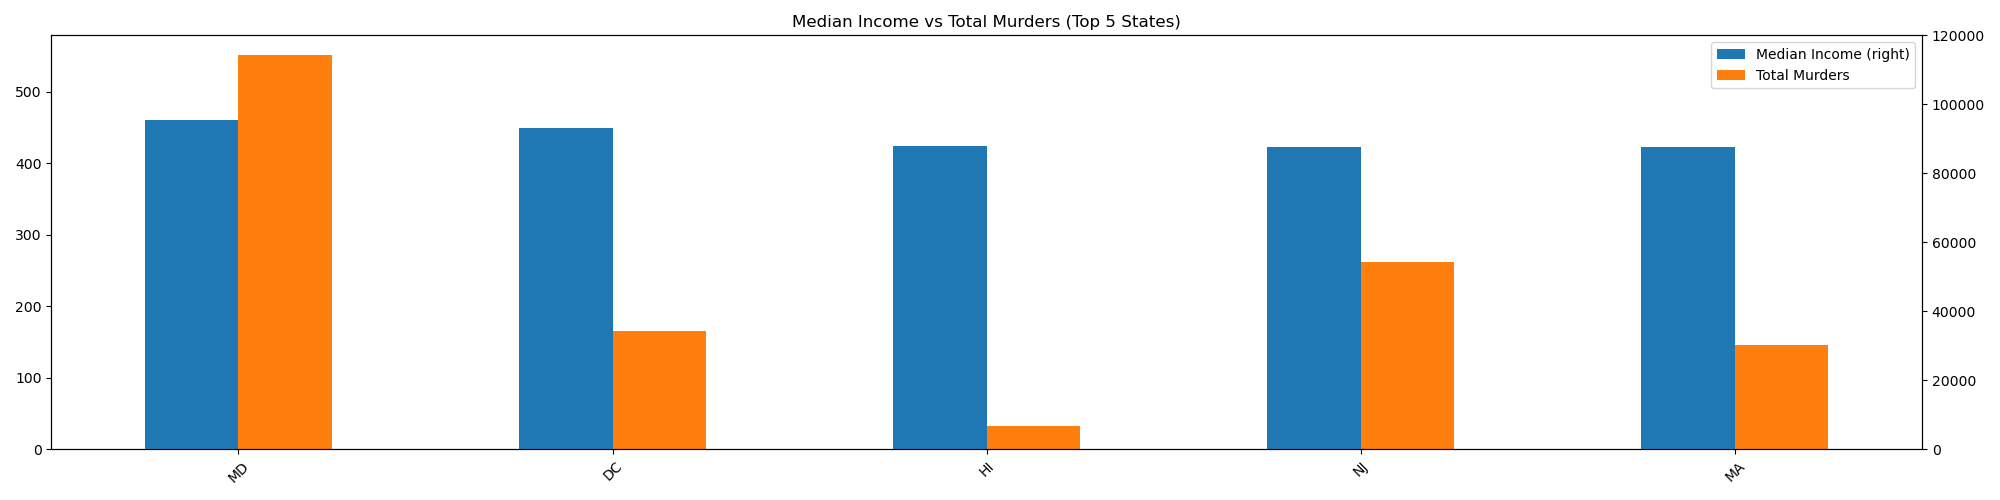 Median Income vs Total Murders (Top 5 States)
Median Income (right)
Total Murders
500
400
300
200
100
0
120000
100000
80000
60000
40000
20000
0
MD
DC
HI
NJ
MA